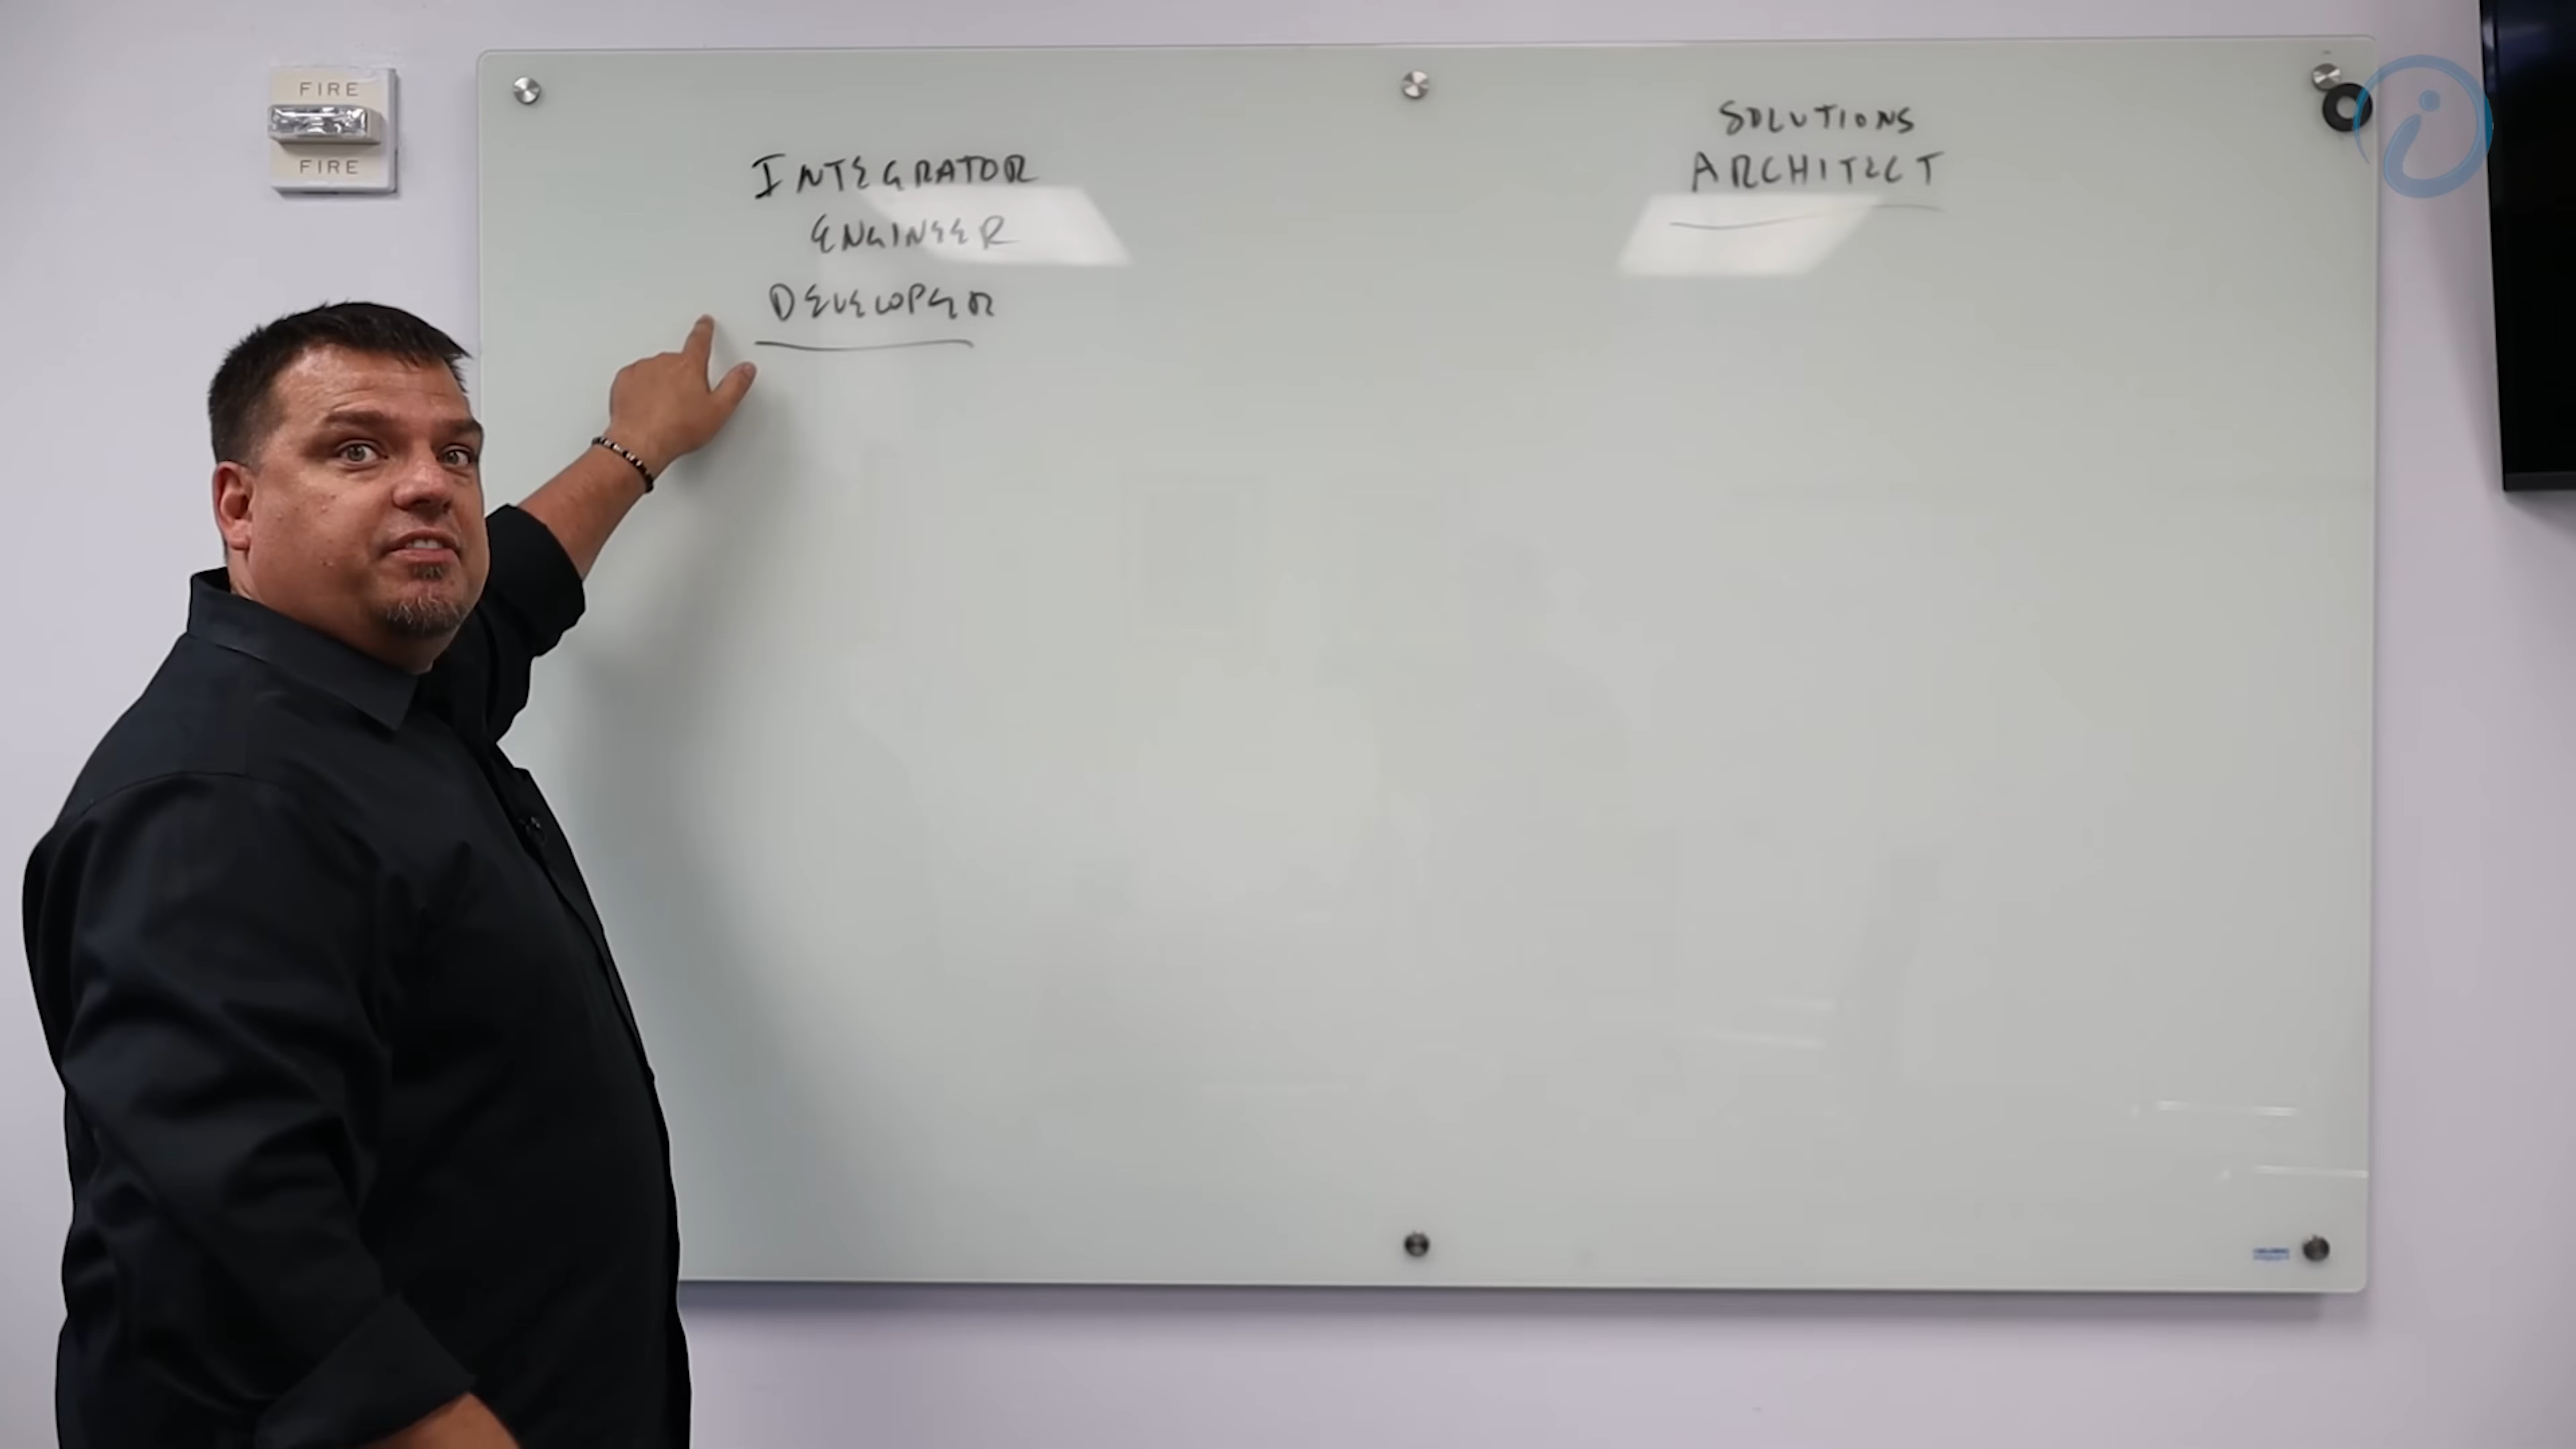 FIRE
FIRE
INTEGRATOR
ENGINEER
DEVELOPER
SOLUTIONS
ARCHITECT